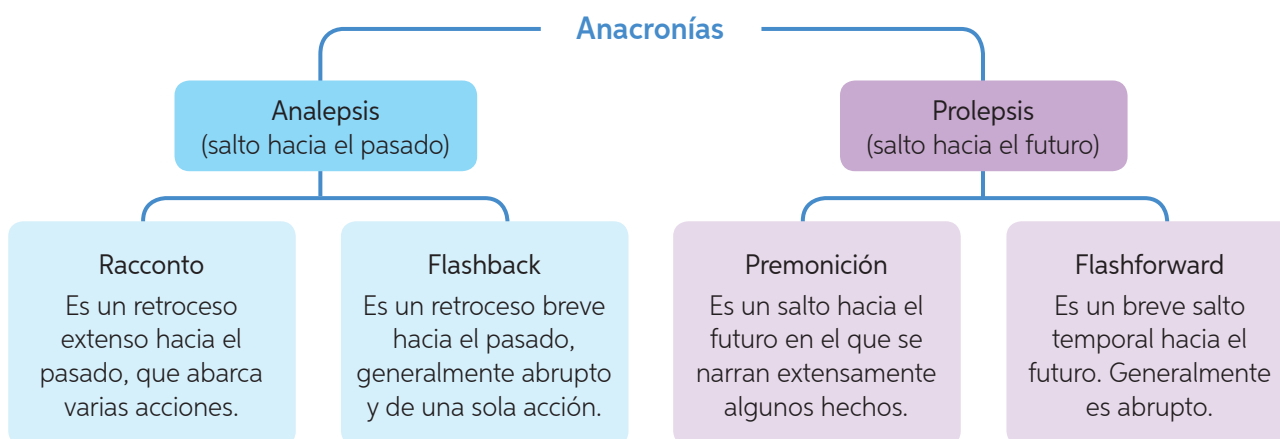 Anacronías
Analepsis
(salto hacia el pasado)
Prolepsis
(salto hacia el futuro)
Racconto
Es un retroceso
extenso hacia el
pasado, que abarca
varias acciones.
Flashback
Es un retroceso breve
hacia el pasado,
generalmente abrupto
y de una sola acción.
Premonición
Es un salto hacia el
futuro en el que se
narran extensamente
algunos hechos.
Flashforward
Es un breve salto
temporal hacia el
futuro. Generalmente
es abrupto.